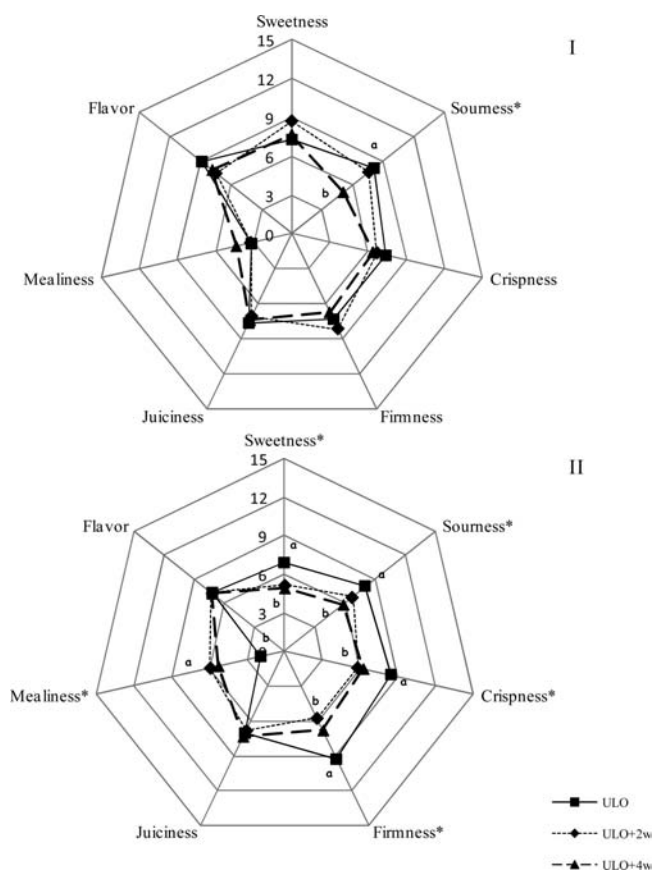 Sweetness
I
15
12
Flavor
Sourness*
9
a
6
b
3
0
Mealiness
Crispness
Juiciness
Firmness
Sweetness*
II
15
12
Flavor
Sourness*
9
a
a
6
b
b
3
b
b
a
Mealiness*
a
Crispness*
b
a
Juiciness
Firmness*
ULO
ULO+2w
ULO+4w